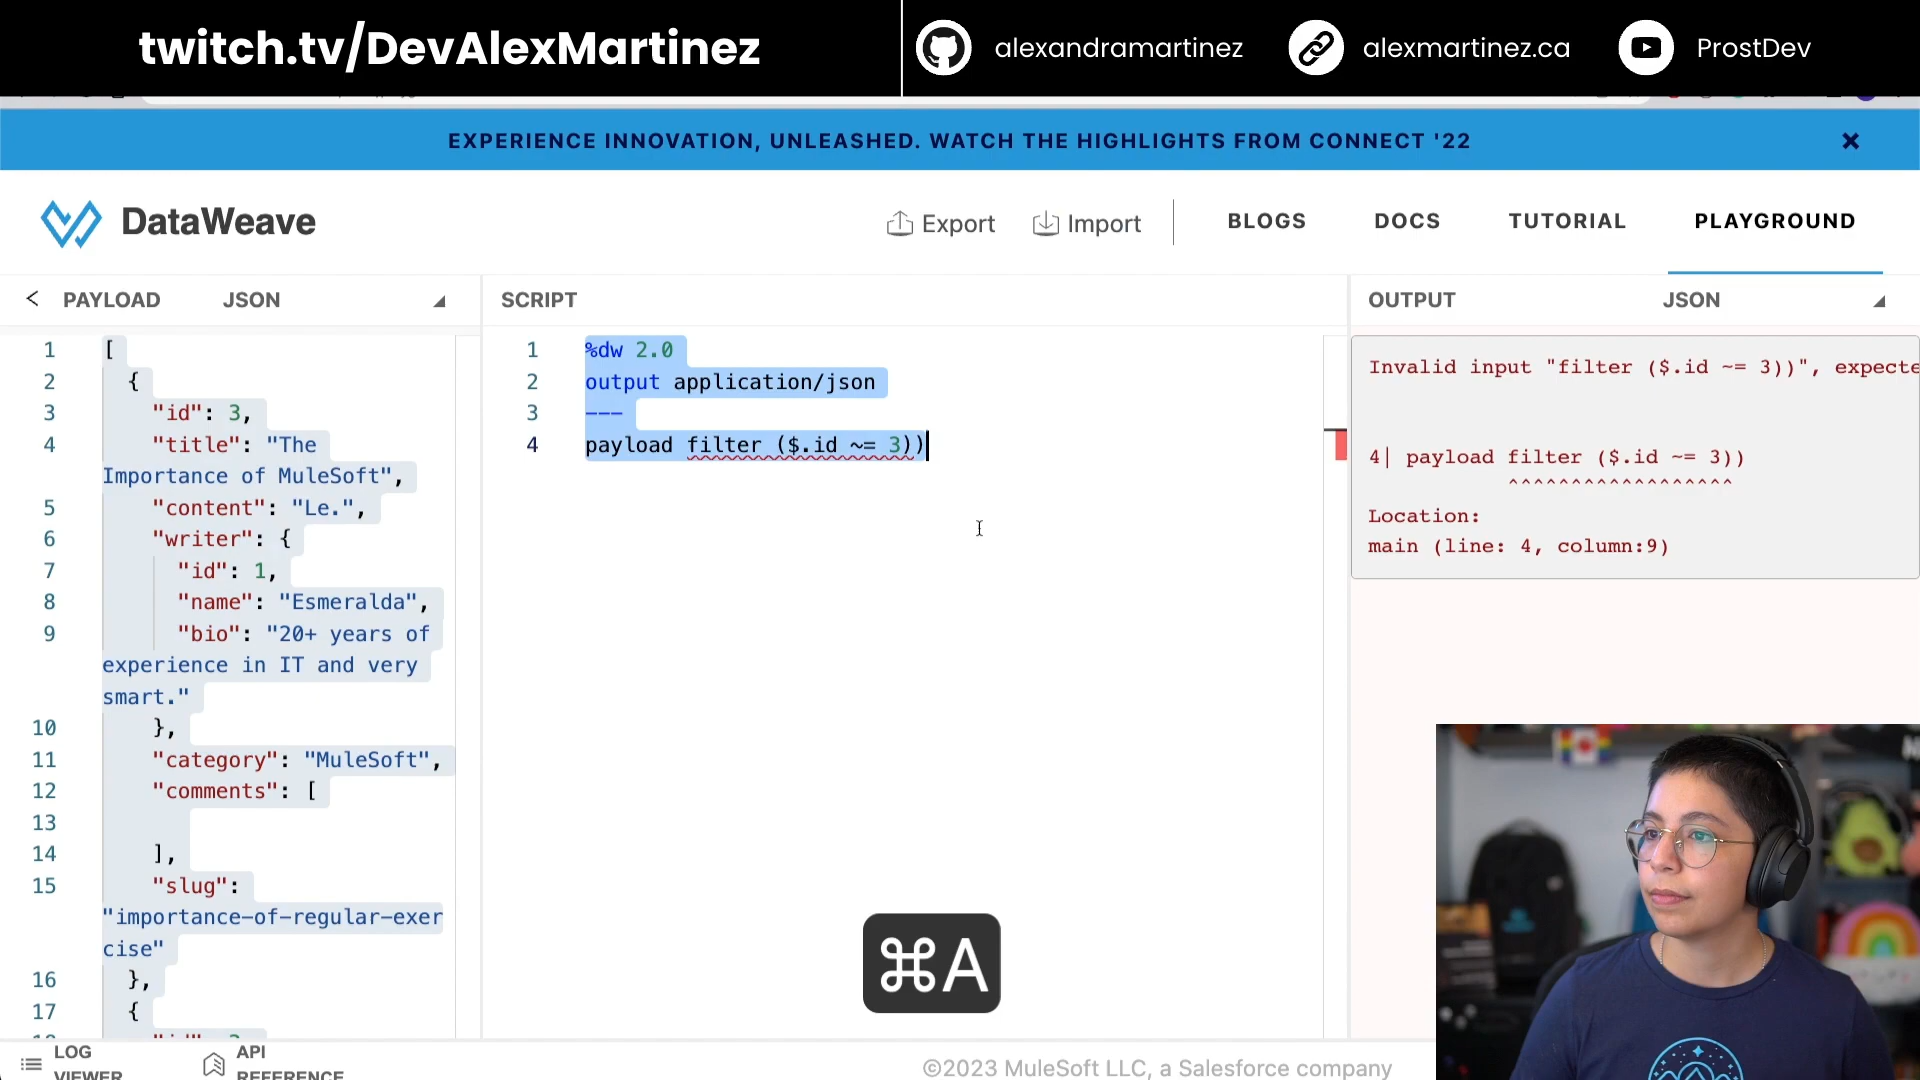 twitch.tv/DevAlexMartinez
alexandramartinez
alexmartinez.ca
ProstDev
EXPERIENCE INNOVATION, UNLEASHED. WATCH THE HIGHLIGHTS FROM CONNECT '22
DataWeave
Export
Import
BLOGS
DOCS
TUTORIAL
PLAYGROUND
PAYLOAD
JSON
1 [
2 {
3 "id": 3,
4 "title": "The
Importance of MuleSoft",
5 "content": "Le.",
6 "writer": {
7 "id": 1,
8 "name": "Esmeralda",
9 "bio": "20+ years of
experience in IT and very
smart."
10 },
11 "category": "MuleSoft",
12 "comments": [
13
14 ],
15 "slug":
"importance-of-regular-exer
cise"
16 },
17 {
SCRIPT
1 %dw 2.0
2 output application/json
3 ---
4 payload filter ($.id ~= 3))
OUTPUT
JSON
Invalid input "filter ($.id ~= 3))", expecte
4| payload filter ($.id ~= 3))
^^^^^^^^^^^^^^^^^^
Location:
main (line: 4, column:9)
⌘A
LOG
VIEWER
API
REFERENCE
©2023 MuleSoft LLC, a Salesforce company